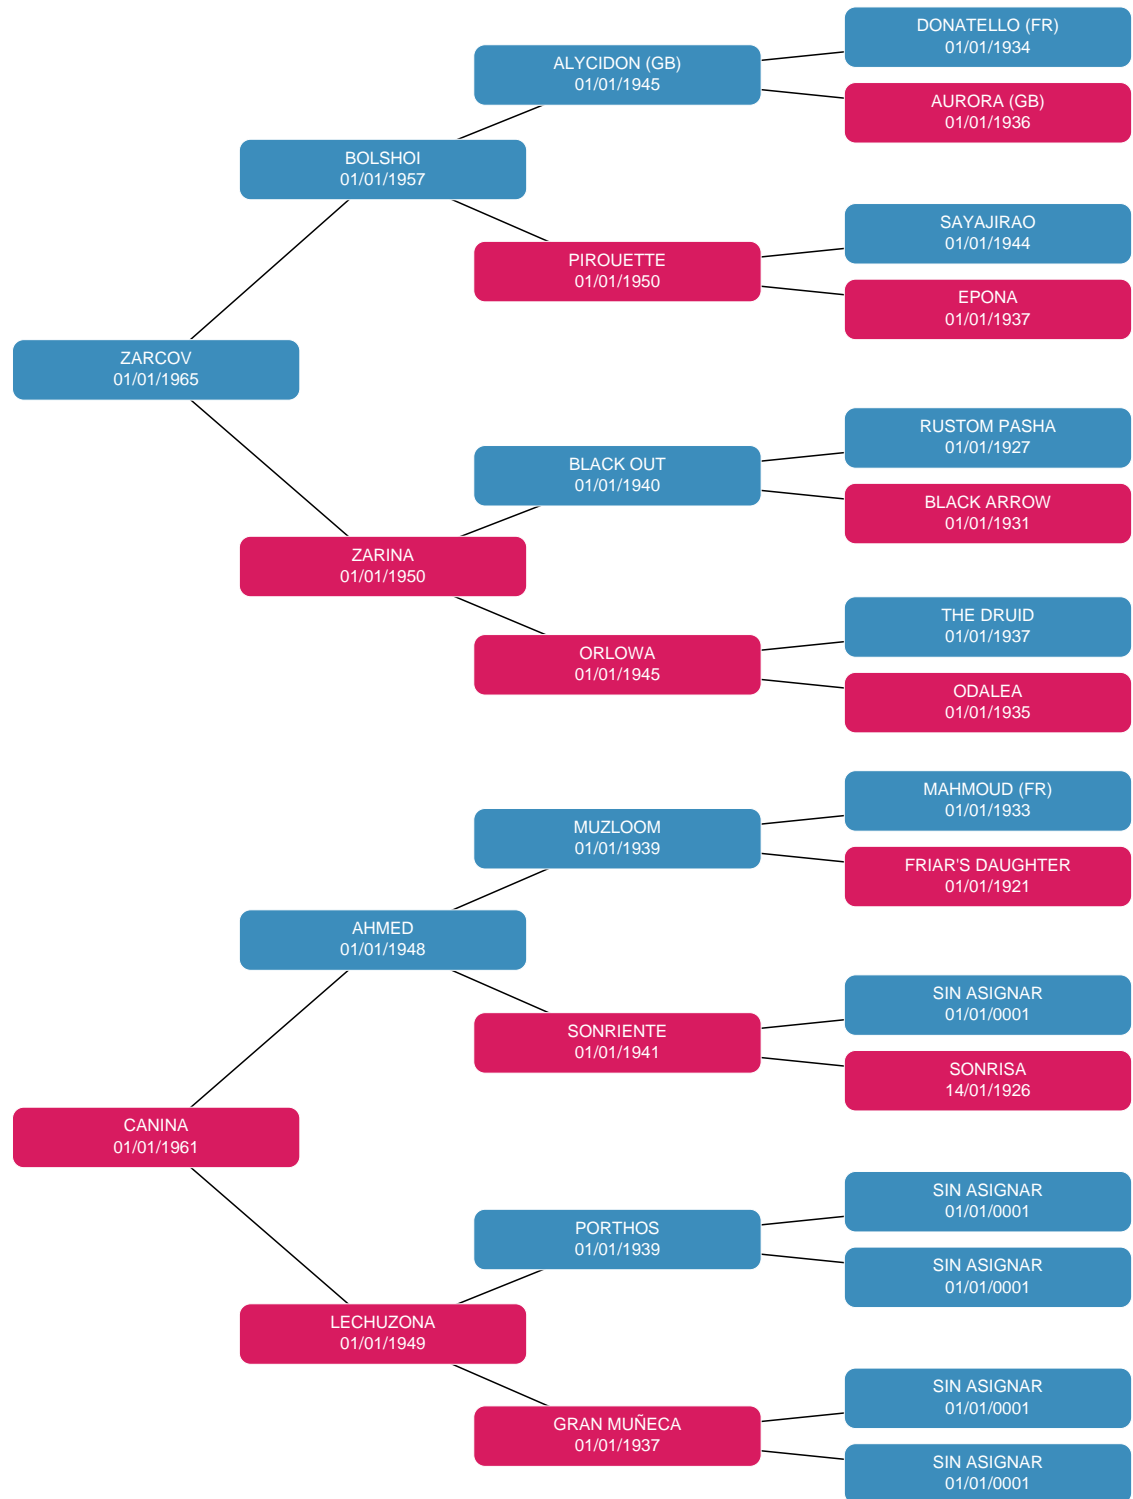 DONATELLO (FR)
01/01/1934
ALYCIDON (GB)
01/01/1945
AURORA (GB)
01/01/1936
BOLSHOI
01/01/1957
SAYAJIRAO
01/01/1944
PIROUETTE
01/01/1950
EPONA
01/01/1937
ZARCOV
01/01/1965
RUSTOM PASHA
01/01/1927
BLACK OUT
01/01/1940
BLACK ARROW
01/01/1931
ZARINA
01/01/1950
THE DRUID
01/01/1937
ORLOWA
01/01/1945
ODALEA
01/01/1935
MAHMOUD (FR)
01/01/1933
MUZLOOM
01/01/1939
FRIAR'S DAUGHTER
01/01/1921
AHMED
01/01/1948
SIN ASIGNAR
01/01/0001
SONRIENTE
01/01/1941
SONRISA
14/01/1926
CANINA
01/01/1961
SIN ASIGNAR
01/01/0001
PORTHOS
01/01/1939
SIN ASIGNAR
01/01/0001
LECHUZONA
01/01/1949
SIN ASIGNAR
01/01/0001
GRAN MUÑECA
01/01/1937
SIN ASIGNAR
01/01/0001